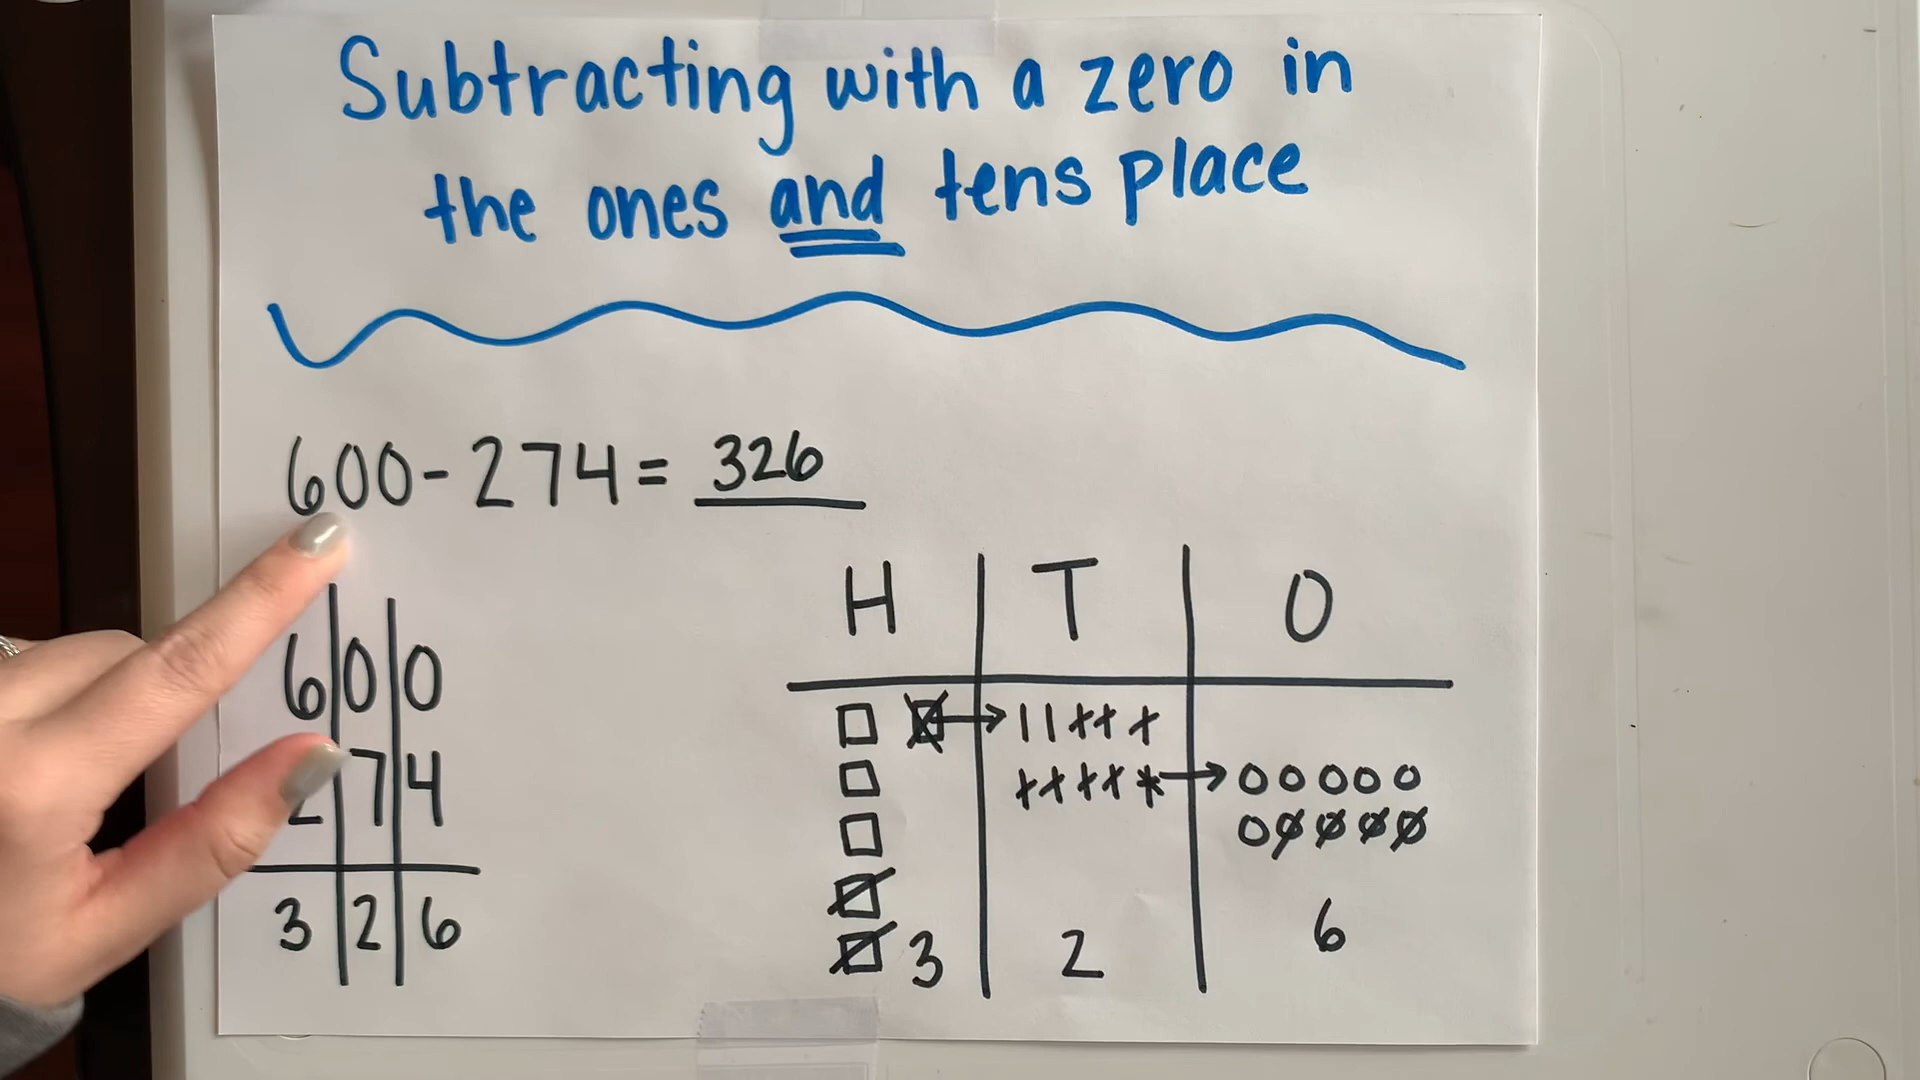 Subtracting with a zero in
the ones and tens place
600-274= 326
6 0 0
2 7 4
3 2 6
H T O
3 2 6